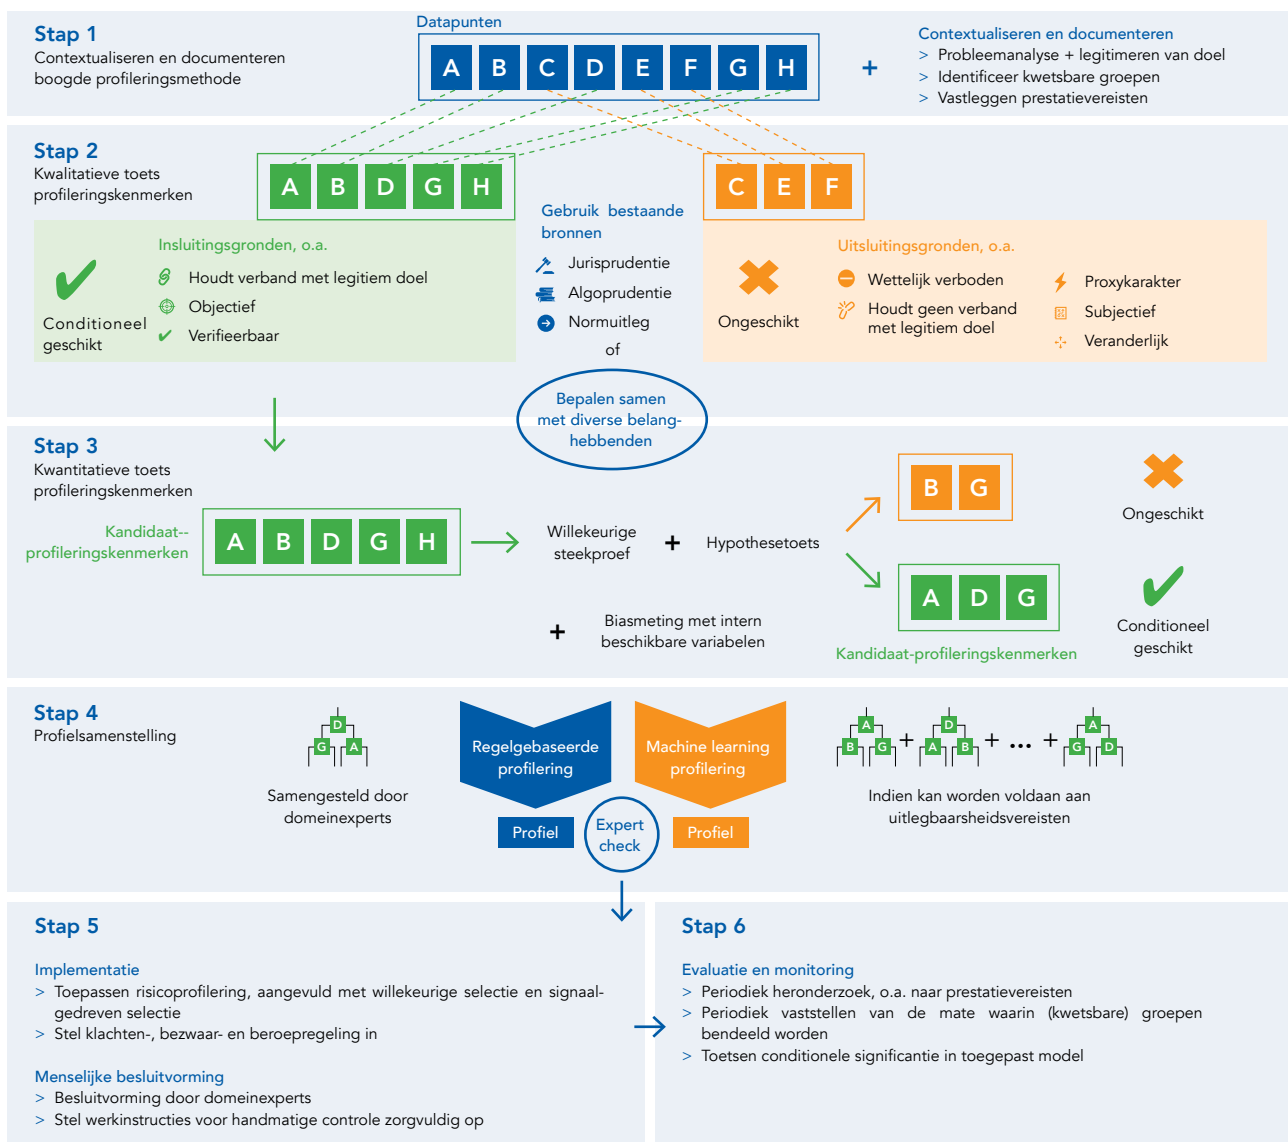 Stap 1
Contextualiseren en documenteren
boogde profileringsmethode
Datapunten
A B C D E F G H
+
Contextualiseren en documenteren
> Probleemanalyse + legitimeren van doel
> Identificeer kwetsbare groepen
> Vastleggen prestatievereisten
Stap 2
Kwalitatieve toets
profileringskenmerken
A B D G H
C E F
Conditioneel
geschikt
Insluitingsgronden, o.a.
Houdt verband met legitiem doel
Objectief
Verifieerbaar
Gebruik bestaande
bronnen
Jurisprudentie
Algoprudentie
Normuitleg
of
Bepalen samen
met diverse belang-
hebbenden
Ongeschikt
Uitsluitingsgronden, o.a.
Wettelijk verboden
Houdt geen verband
met legitiem doel
Proxykarakter
Subjectief
Veranderlijk
Stap 3
Kwantitatieve toets
profileringskenmerken
Kandidaat--
profileringskenmerken
A B D G H
Willekeurige
steekproef
+
Hypothesetoets
+
Biasmeting met intern
beschikbare variabelen
B G
Ongeschikt
A D G
Kandidaat-profileringskenmerken
Conditioneel
geschikt
Stap 4
Profielsamenstelling
D
G A
Samengesteld door
domeinexperts
Regelgebaseerde
profilering
Profiel
Expert
check
Machine learning
profilering
Profiel
A D A
B G + A B + ... + G D
Indien kan worden voldaan aan
uitlegbaarsheidsvereisten
Stap 5
Implementatie
> Toepassen risicoprofilering, aangevuld met willekeurige selectie en signaal-
gedreven selectie
> Stel klachten-, bezwaar- en beroepregeling in
Menselijke besluitvorming
> Besluitvorming door domeinexperts
> Stel werkinstructies voor handmatige controle zorgvuldig op
Stap 6
Evaluatie en monitoring
> Periodiek heronderzoek, o.a. naar prestatievereisten
> Periodiek vaststellen van de mate waarin (kwetsbare) groepen
bendeeld worden
> Toetsen conditionele significantie in toegepast model